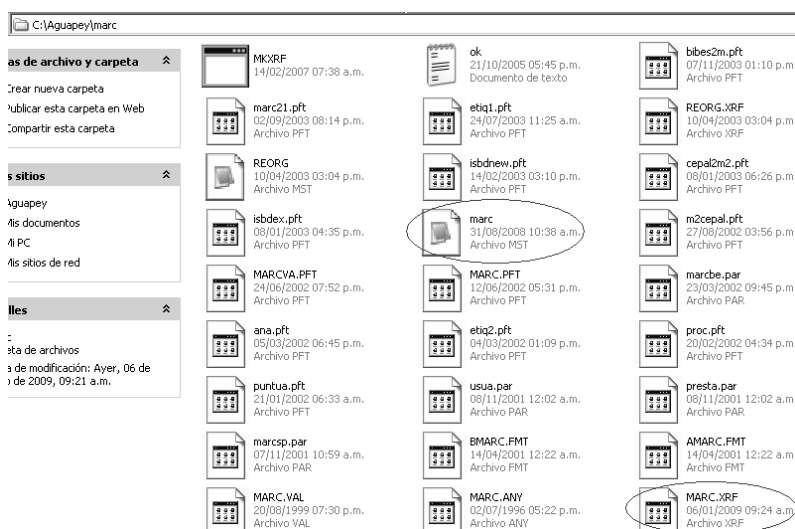 C:\Aguapey\marc
as de archivo y carpeta
Crear nueva carpeta
Publicar esta carpeta en Web
Compartir esta carpeta
s sitios
Aguapey
Mis documentos
Mi PC
Mis sitios de red
lles
eta de archivos
a de modificación: Ayer, 06 de
o de 2009, 09:21 a.m.
MKXRF
14/02/2007 07:38 a.m.
ok
21/10/2005 05:45 p.m.
Documento de texto
bibes2m.pft
07/11/2003 01:10 p.m
Archivo PFT
marc21.pft
02/09/2003 08:14 p.m.
Archivo PFT
etiq1.pft
24/07/2003 11:25 a.m.
Archivo PFT
REORG.XRF
10/04/2003 03:04 p.m
Archivo XRF
REORG
10/04/2003 03:04 p.m.
Archivo MST
isbdnew.pft
14/02/2003 03:10 p.m.
Archivo PFT
cepal2m2.pft
08/01/2003 06:26 p.m
Archivo PFT
isbdex.pft
08/01/2003 04:35 p.m.
Archivo PFT
marc
31/08/2008 10:38 a.m.
Archivo MST
m2cepal.pft
27/08/2002 03:56 p.m
Archivo PFT
MARCVA.PFT
24/06/2002 07:52 p.m.
Archivo PFT
MARC.PFT
12/06/2002 05:31 p.m.
Archivo PFT
marcbe.par
23/03/2002 09:45 p.m
Archivo PAR
ana.pft
05/03/2002 06:45 p.m.
Archivo PFT
etiq2.pft
04/03/2002 01:09 p.m.
Archivo PFT
proc.pft
20/02/2002 04:34 p.m
Archivo PFT
puntua.pft
21/01/2002 06:33 a.m.
Archivo PFT
usua.par
08/11/2001 12:02 a.m.
Archivo PAR
presta.par
08/11/2001 12:02 a.m
Archivo PAR
marcsp.par
07/11/2001 10:59 a.m.
Archivo PAR
BMARC.FMT
14/04/2001 12:22 a.m.
Archivo FMT
AMARC.FMT
14/04/2001 12:22 a.m
Archivo FMT
MARC.VAL
20/08/1999 07:30 p.m.
Archivo VAL
MARC.ANY
02/07/1996 05:22 p.m.
Archivo ANY
MARC.XRF
06/01/2009 09:24 a.m
Archivo XRF